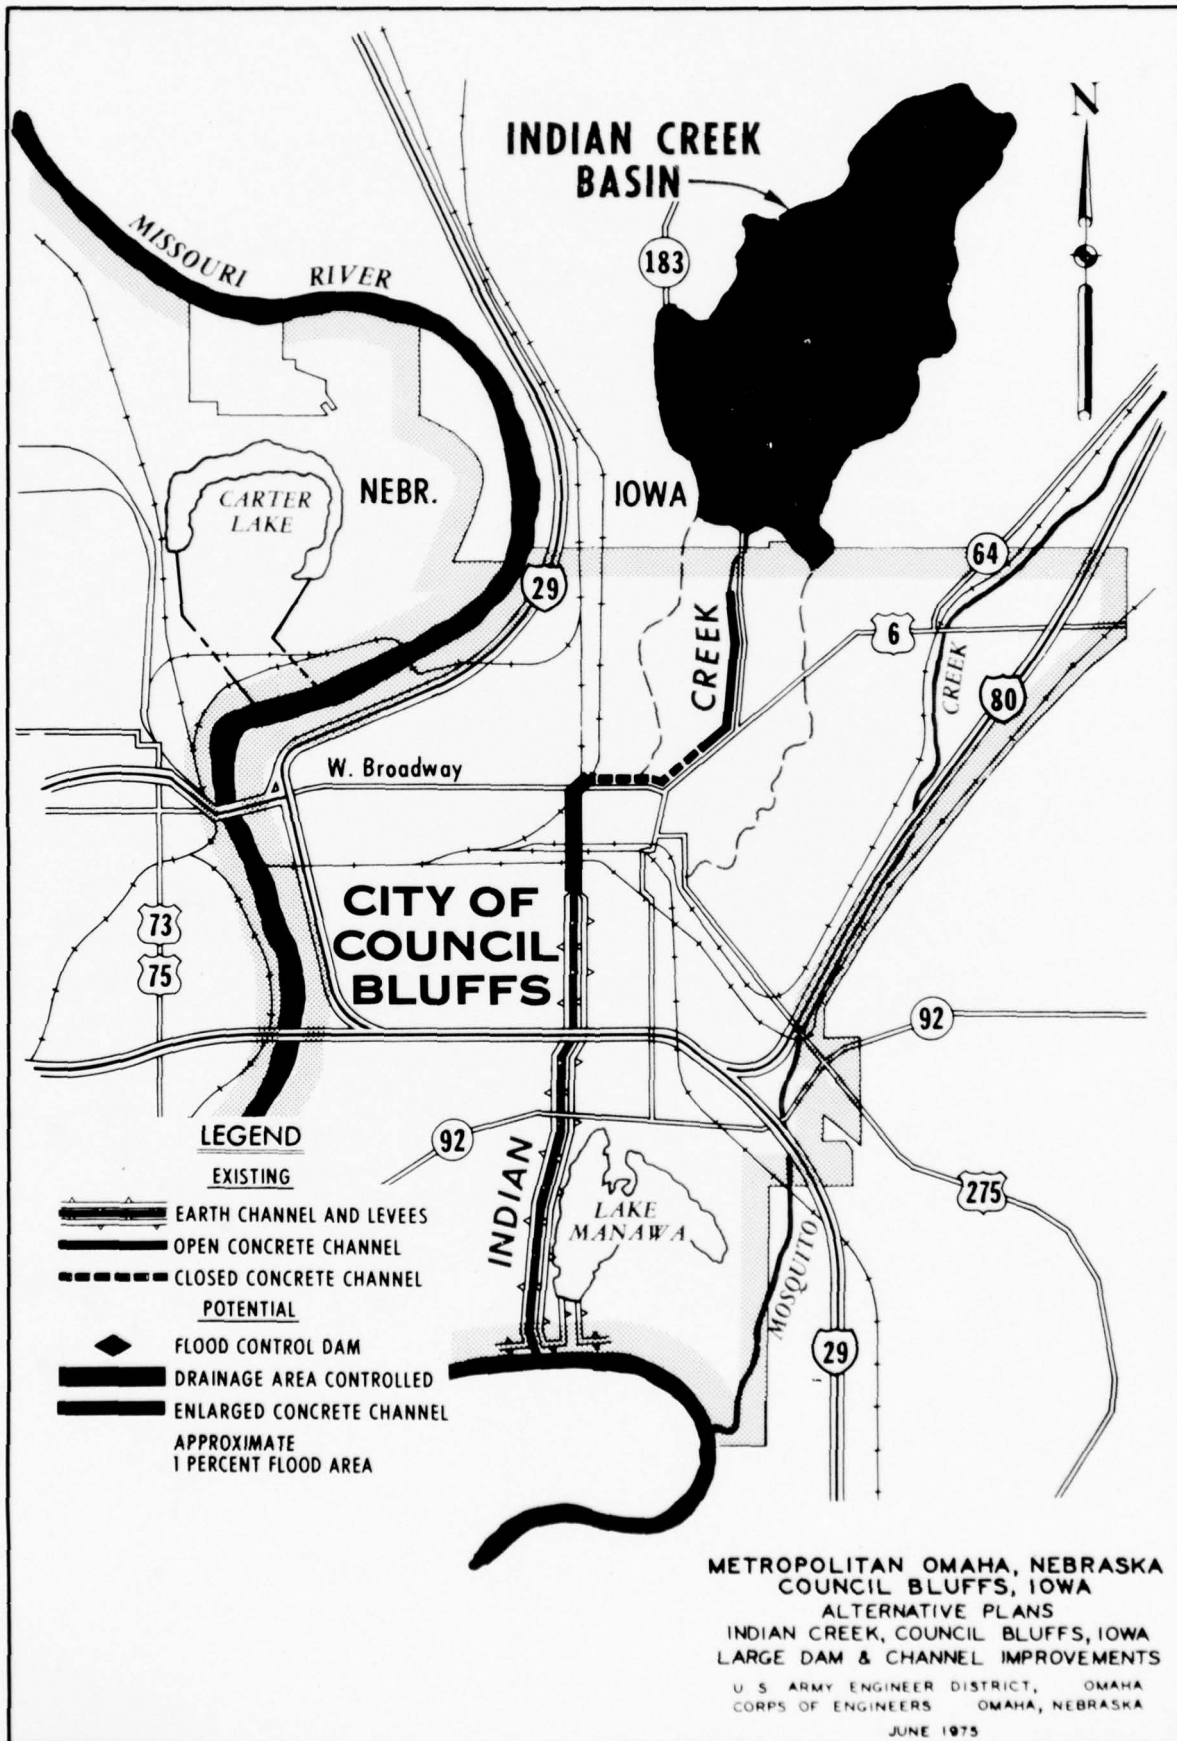 INDIAN CREEK
BASIN
N
183
MISSOURI RIVER
NEBR.
IOWA
CARTER
LAKE
29
64
6
CREEK
CREEK
80
W. Broadway
CITY OF
COUNCIL
BLUFFS
73
75
92
92
INDIAN
LAKE
MANAWA
275
MOSQUITO
29
LEGEND
EXISTING
EARTH CHANNEL AND LEVEES
OPEN CONCRETE CHANNEL
CLOSED CONCRETE CHANNEL
POTENTIAL
FLOOD CONTROL DAM
DRAINAGE AREA CONTROLLED
ENLARGED CONCRETE CHANNEL
APPROXIMATE
1 PERCENT FLOOD AREA
METROPOLITAN OMAHA, NEBRASKA
COUNCIL BLUFFS, IOWA
ALTERNATIVE PLANS
INDIAN CREEK, COUNCIL BLUFFS, IOWA
LARGE DAM & CHANNEL IMPROVEMENTS
U S ARMY ENGINEER DISTRICT, OMAHA
CORPS OF ENGINEERS OMAHA, NEBRASKA
JUNE 1975